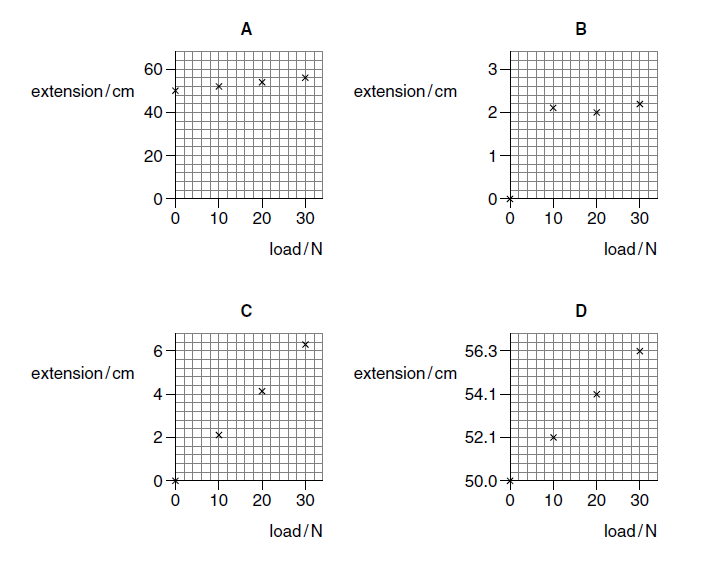 A
60
extension/cm
40
20
0
0 10 20 30
load/N
B
3
extension/cm
2
1
0
0 10 20 30
load/N
C
6
extension/cm
4
2
0
0 10 20 30
load/N
D
56.3
extension/cm
54.1
52.1
50.0
0 10 20 30
load/N